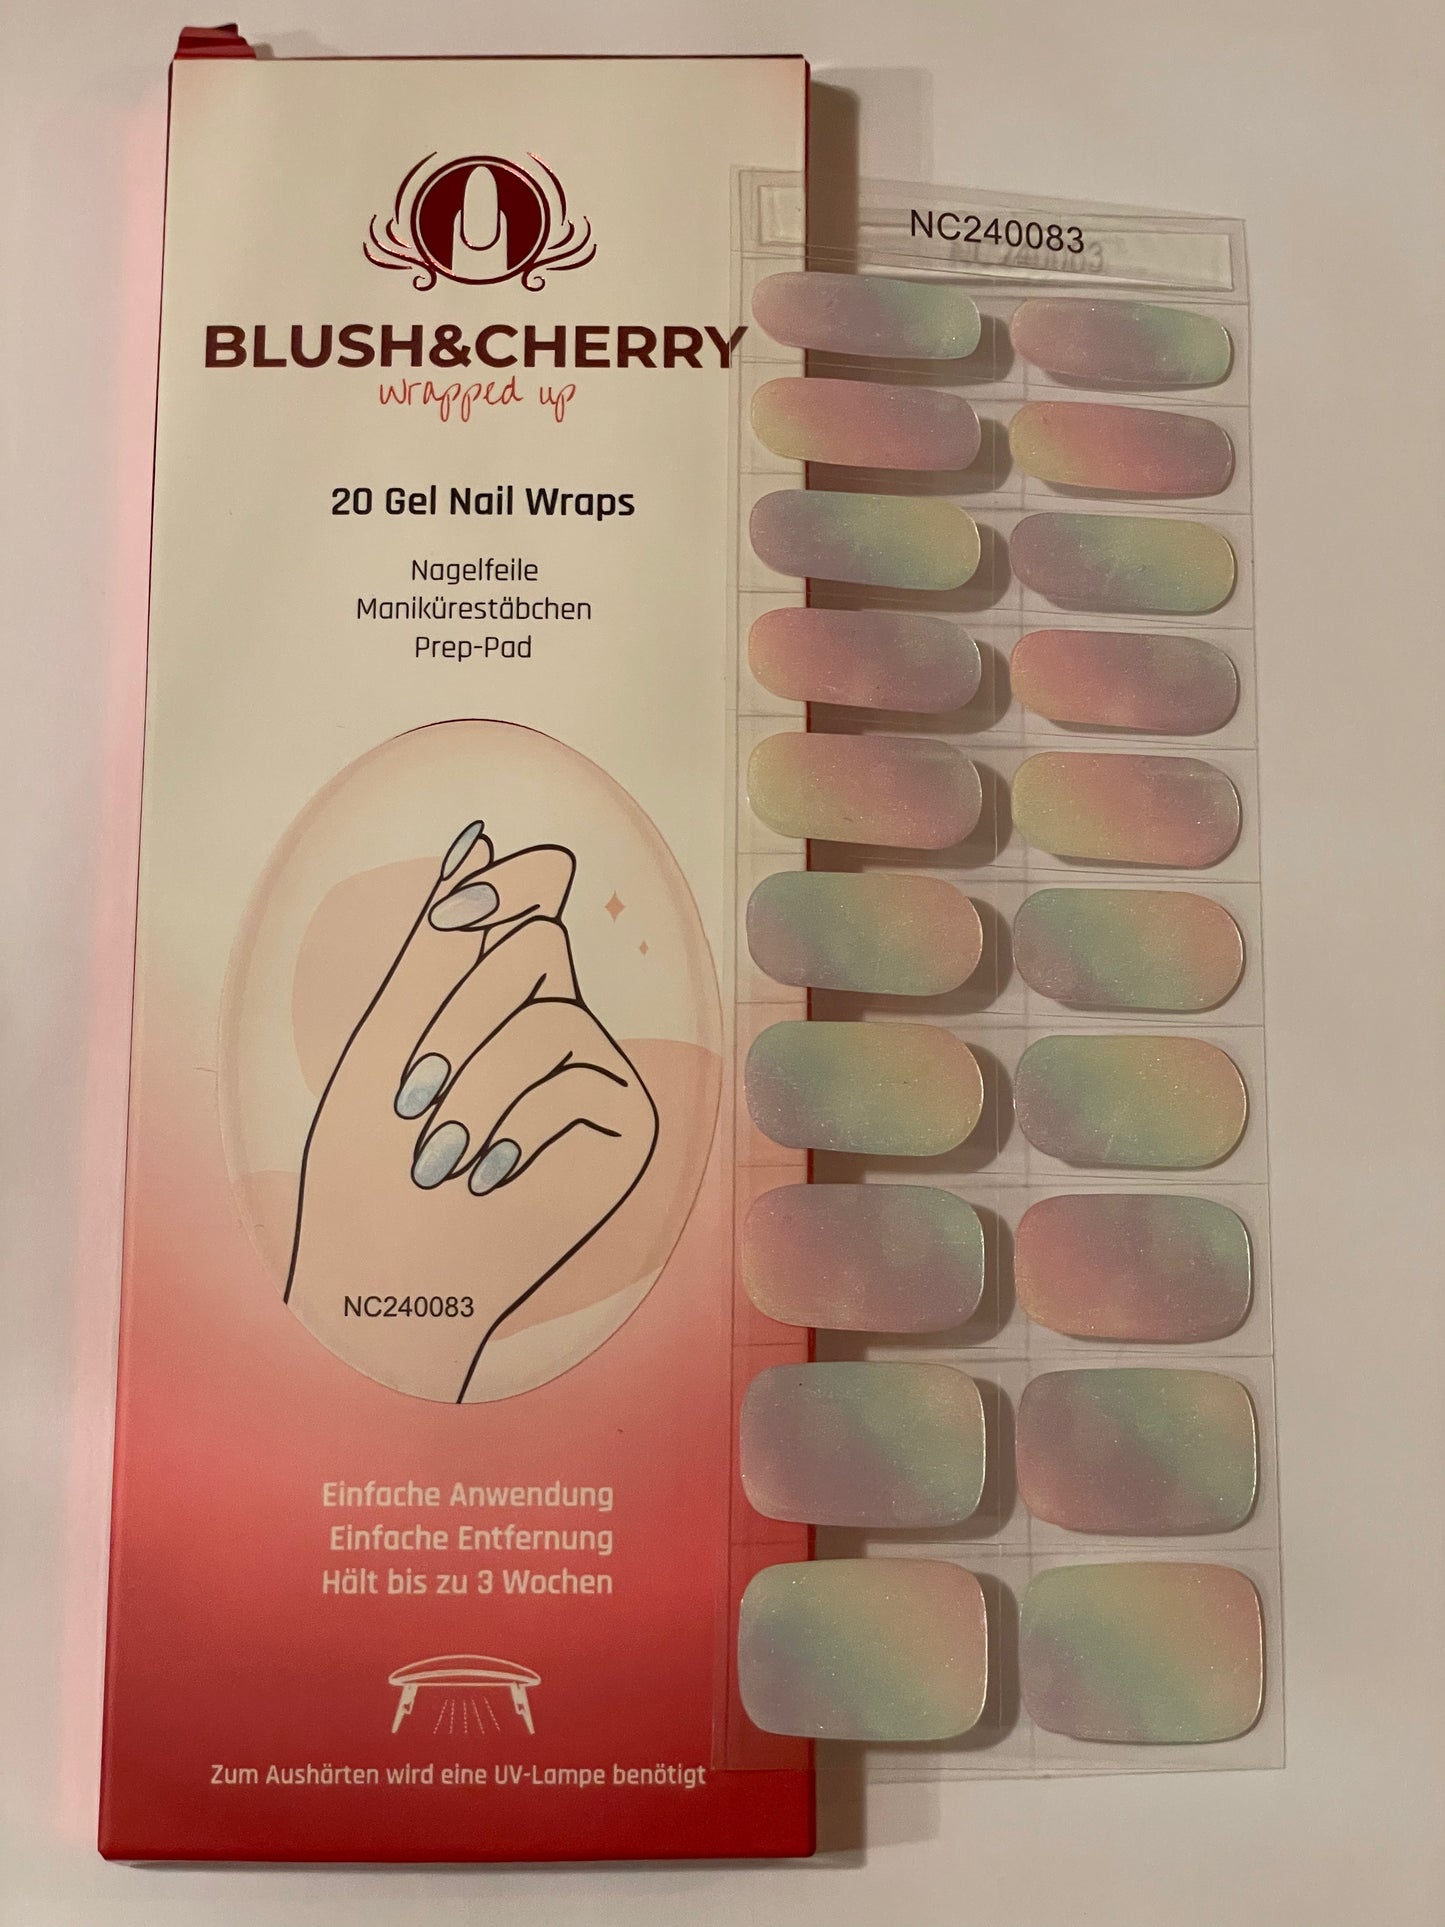 BLUSH&CHERRY
wrapped up
20 Gel Nail Wraps
Nagelfeile
Manikürestäbchen
Prep-Pad
NC240083
Einfache Anwendung
Einfache Entfernung
Hält bis zu 3 Wochen
Zum Aushärten wird eine UV-Lampe benötigt
NC240083